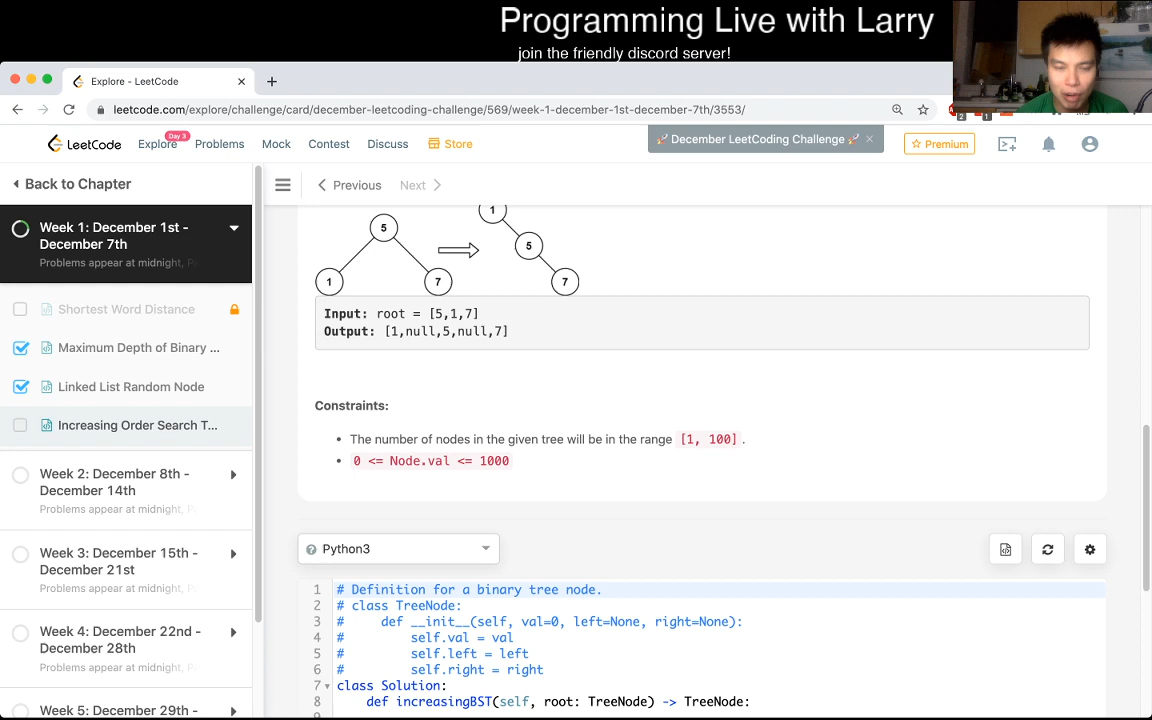 Programming Live with Larry
join the friendly discord server!
Explore - LeetCode
leetcode.com/explore/challenge/card/december-leetcoding-challenge/569/week-1-december-1st-december-7th/3553/
2
1
LeetCode
Explore
Day 3
Problems
Mock
Contest
Discuss
Store
🚀 December LeetCoding Challenge 🚀
Premium
Back to Chapter
Previous
Next
Week 1: December 1st -
December 7th
Problems appear at midnight,
Shortest Word Distance
Maximum Depth of Binary ...
Linked List Random Node
Increasing Order Search T...
Week 2: December 8th -
December 14th
Problems appear at midnight,
Week 3: December 15th -
December 21st
Problems appear at midnight,
Week 4: December 22nd -
December 28th
Problems appear at midnight,
Week 5: December 29th -
1
5
5
1
7
7
Input: root = [5,1,7]
Output: [1,null,5,null,7]
Constraints:
• The number of nodes in the given tree will be in the range [1, 100].
• 0 <= Node.val <= 1000
Python3
1 # Definition for a binary tree node.
2 # class TreeNode:
3 # def __init__(self, val=0, left=None, right=None):
4 # self.val = val
5 # self.left = left
6 # self.right = right
7 class Solution:
8 def increasingBST(self, root: TreeNode) -> TreeNode: